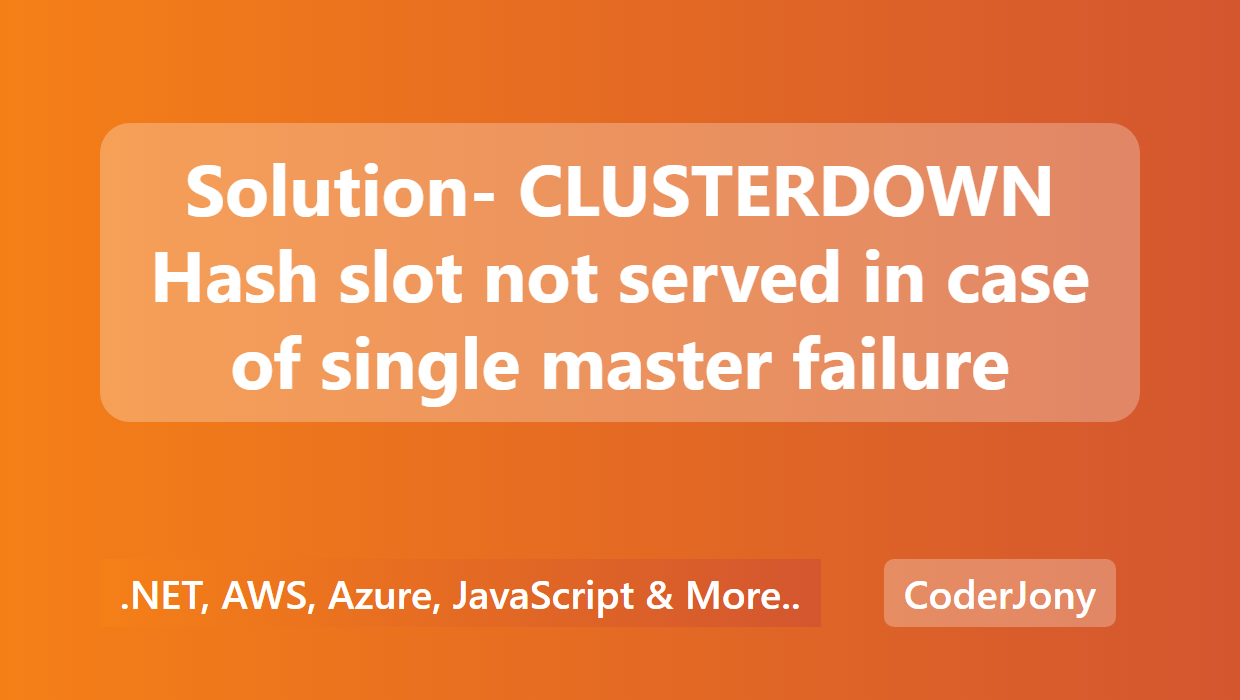 Solution- CLUSTERDOWN
Hash slot not served in case
of single master failure
.NET, AWS, Azure, JavaScript & More..
CoderJony